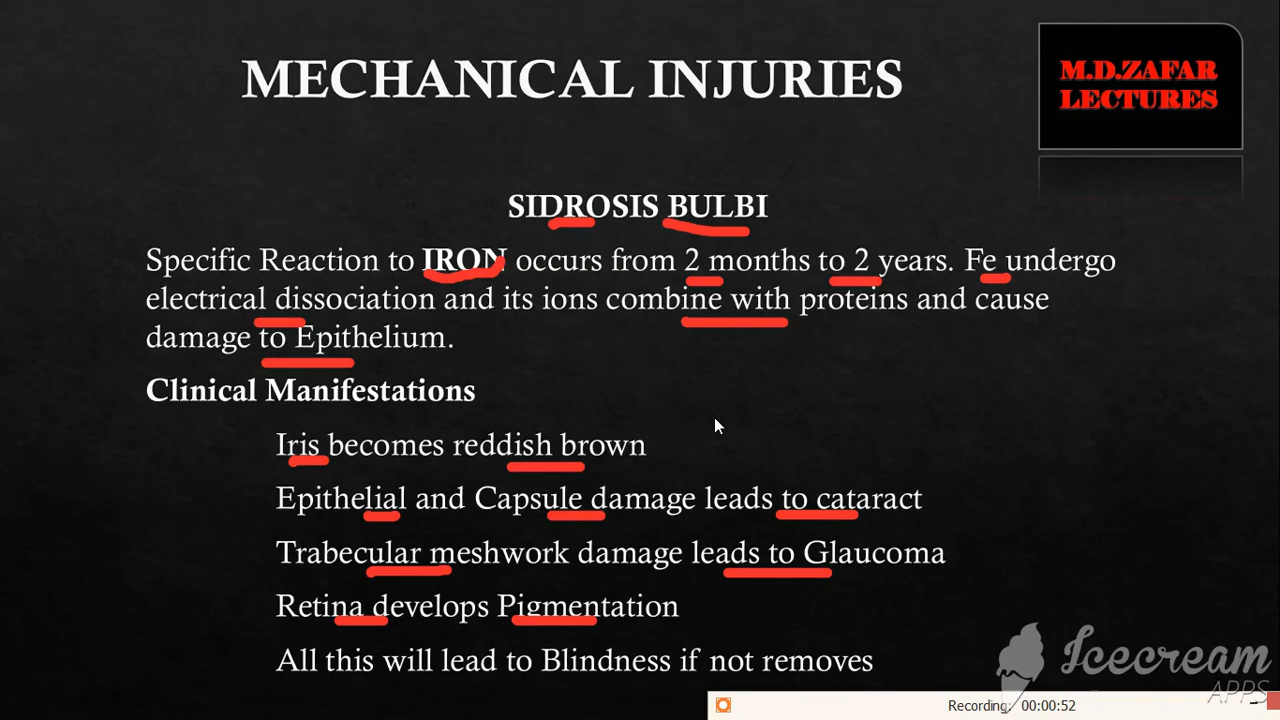 MECHANICAL INJURIES
M.D.ZAFAR
LECTURES
SIDROSIS BULBI
Specific Reaction to IRON occurs from 2 months to 2 years. Fe undergo
electrical dissociation and its ions combine with proteins and cause
damage to Epithelium.
Clinical Manifestations
Iris becomes reddish brown
Epithelial and Capsule damage leads to cataract
Trabecular meshwork damage leads to Glaucoma
Retina develops Pigmentation
All this will lead to Blindness if not removes
Icecream
APPS
Recording: 00:00:52